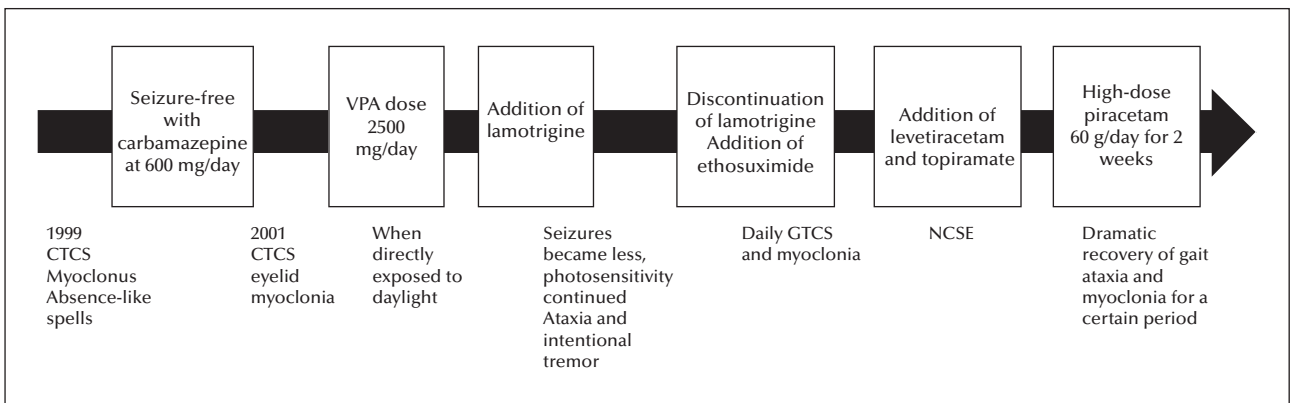 Seizure-free
with
carbamazepine
at 600 mg/day
VPA dose
2500
mg/day
Addition of
lamotrigine
Discontinuation
of lamotrigine
Addition of
ethosuximide
Addition of
levetiracetam
and topiramate
High-dose
piracetam
60 g/day for 2
weeks
1999
CTCS
Myoclonus
Absence-like
spells
2001
CTCS
eyelid
myoclonia
When
directly
exposed to
daylight
Seizures
became less,
photosensitivity
continued
Ataxia and
intentional
tremor
Daily GTCS
and myoclonia
NCSE
Dramatic
recovery of gait
ataxia and
myoclonia for a
certain period